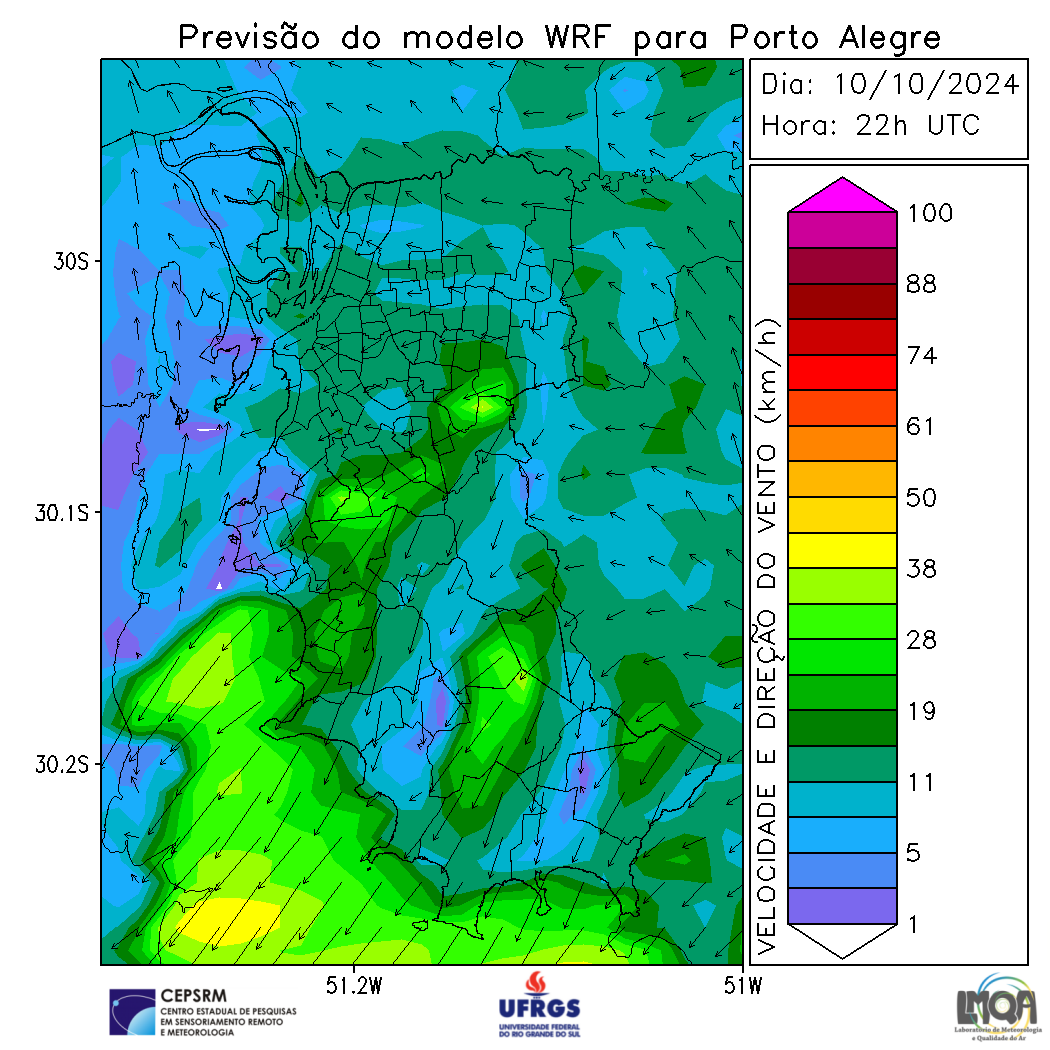 Previsão do modelo WRF para Porto Alegre
Dia: 10/10/2024
Hora: 22h UTC
30S
30.1S
30.2S
51.2W
51W
VELOCIDADE E DIREÇÃO DO VENTO (km/h)
100
88
74
61
50
38
28
19
11
5
1
CEPSRM
CENTRO ESTADUAL DE PESQUISAS
EM SENSORIAMENTO REMOTO
E METEOROLOGIA
UFRGS
UNIVERSIDADE FEDERAL
DO RIO GRANDE DO SUL
LMQA
Laboratório de Meteorologia
e Qualidade do Ar